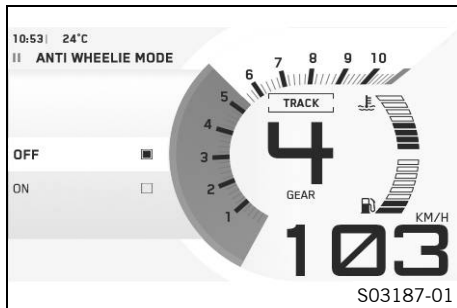 10:53| 24°C
II ANTI WHEELIE MODE
OFF
ON
1
2
3
4
5
6
7
8
9
10
TRACK
4
GEAR
KM/H
103
S03187-01